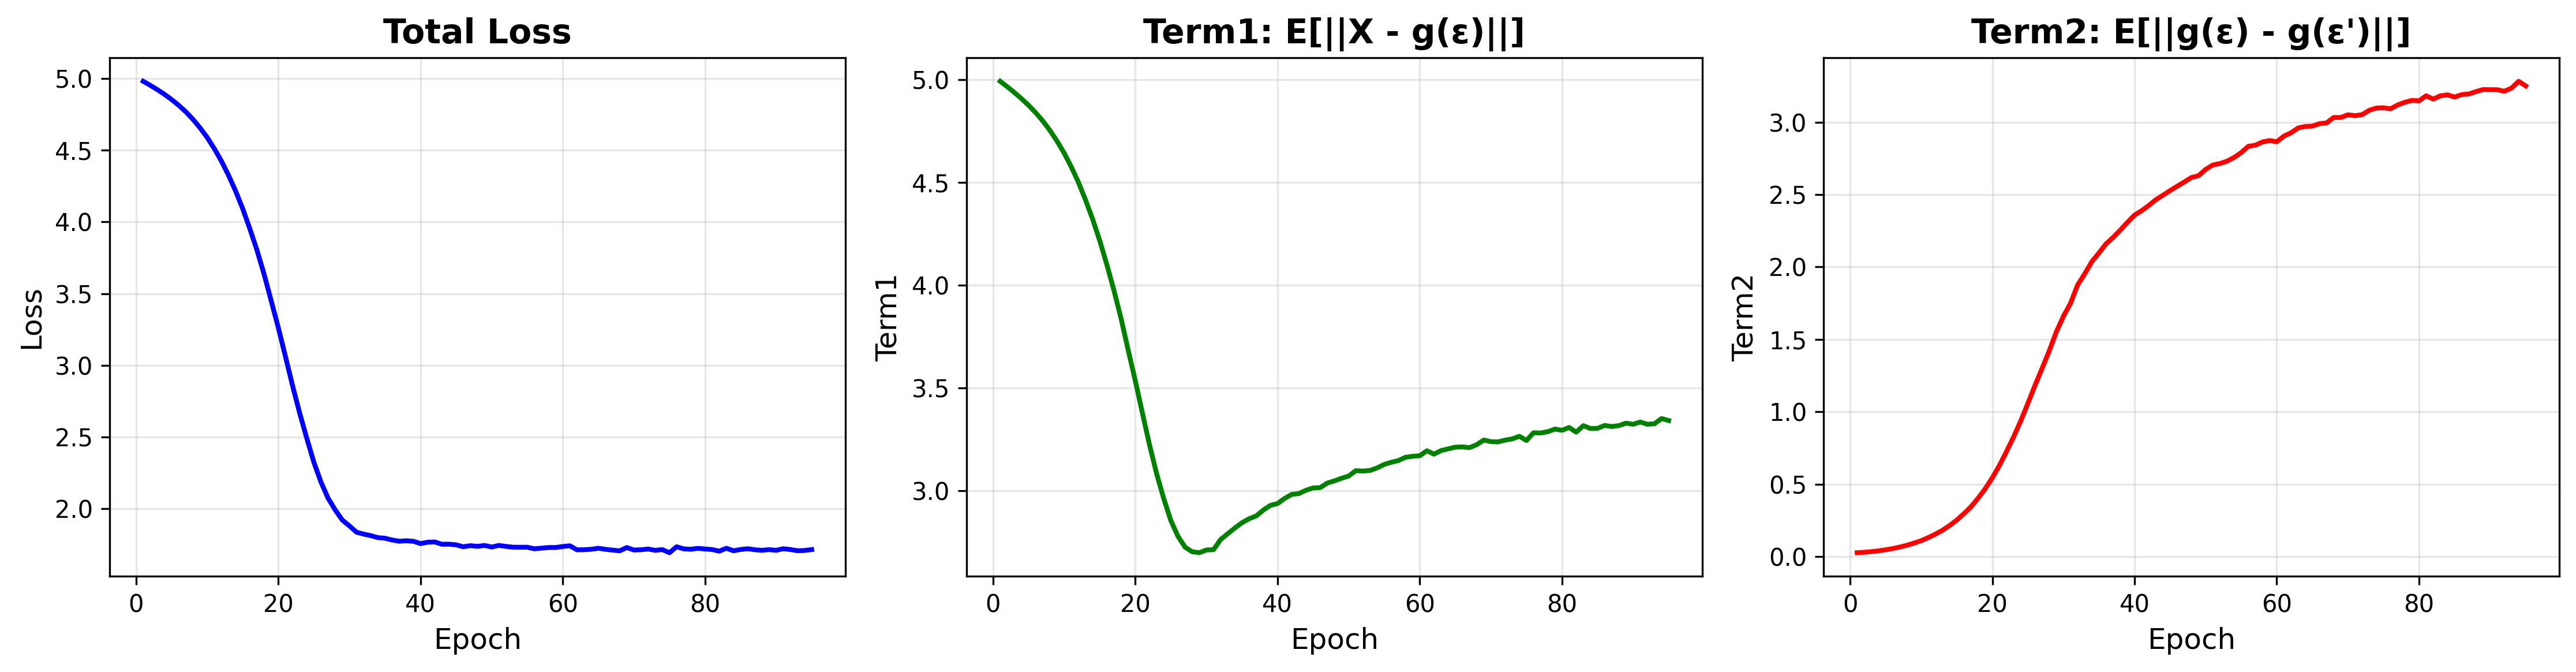 Total Loss
Loss
5.0
4.5
4.0
3.5
3.0
2.5
2.0
0 20 40 60 80
Epoch
Term1: E[||X - g(ε)||]
Term1
5.0
4.5
4.0
3.5
3.0
0 20 40 60 80
Epoch
Term2: E[||g(ε) - g(ε')||]
Term2
3.0
2.5
2.0
1.5
1.0
0.5
0.0
0 20 40 60 80
Epoch